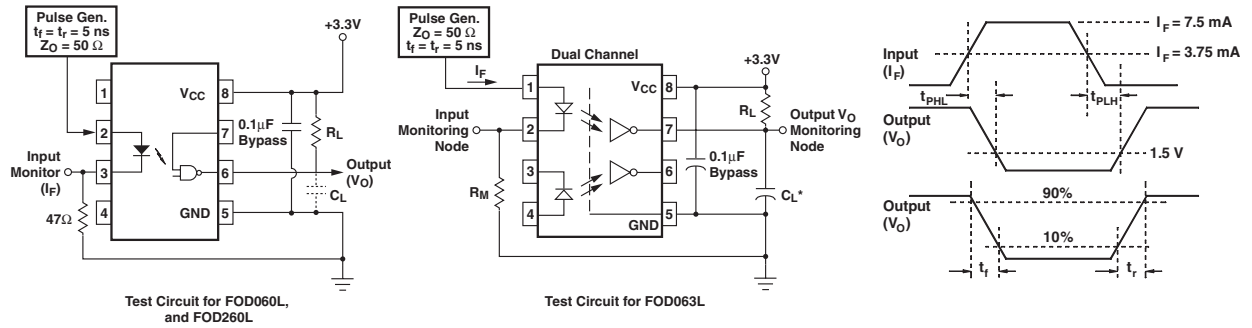 Pulse Gen.
tf = tr = 5 ns
ZO = 50 Ω
+3.3V
1
VCC
8
2
7
0.1μF
Bypass
RL
Input
Monitor
(IF)
3
6
Output
(VO)
CL
47Ω
4
GND
5
Test Circuit for FOD060L,
and FOD260L
Pulse Gen.
ZO = 50 Ω
tf = tr = 5 ns
Dual Channel
+3.3V
IF
1
VCC
8
RL
Input
Monitoring
Node
2
7
Output VO
Monitoring
Node
3
6
0.1μF
Bypass
RM
CL*
4
GND
5
Test Circuit for FOD063L
IF = 7.5 mA
Input
(IF)
IF = 3.75 mA
tPHL
tPLH
Output
(VO)
1.5 V
Output
(VO)
90%
10%
tf
tr